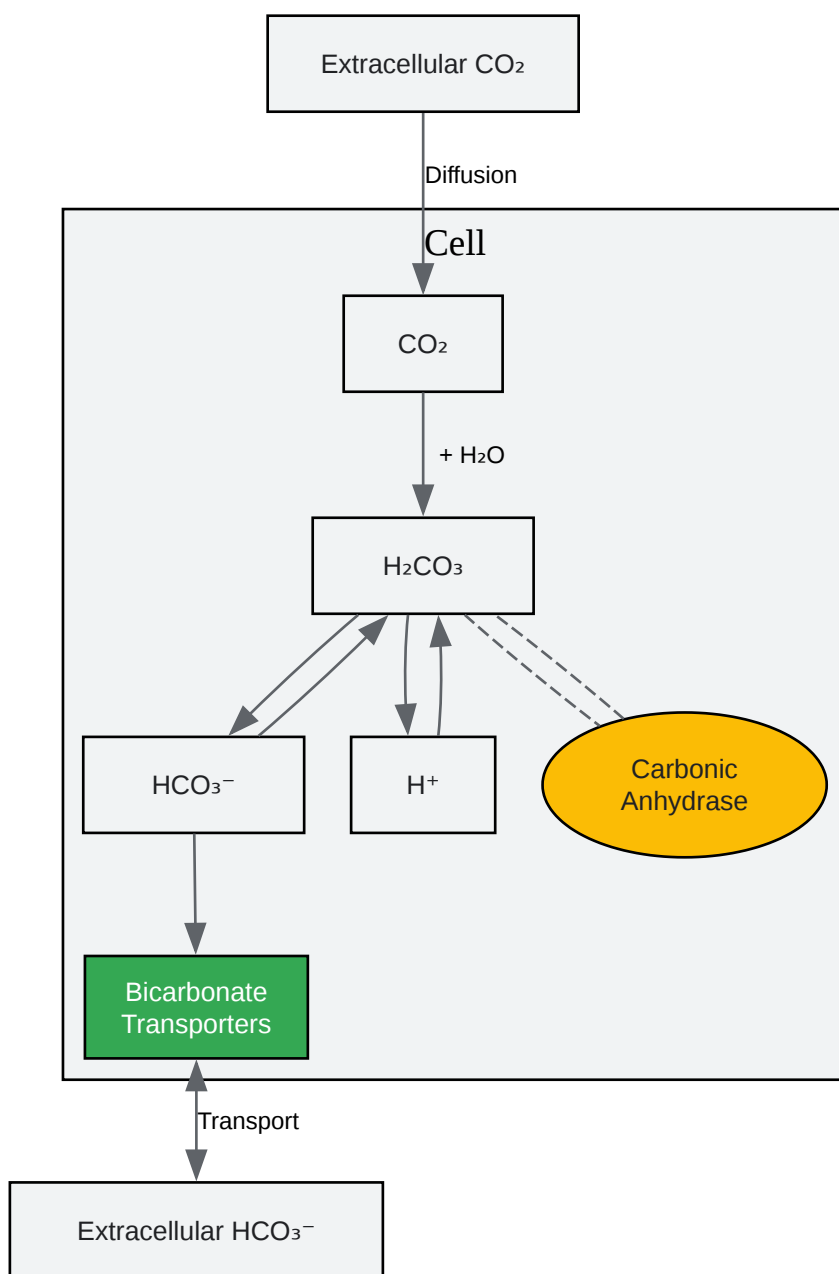 Extracellular CO₂
Diffusion
Cell
CO₂
+ H₂O
H₂CO₃
HCO₃⁻
H⁺
Carbonic
Anhydrase
Bicarbonate
Transporters
Transport
Extracellular HCO₃⁻